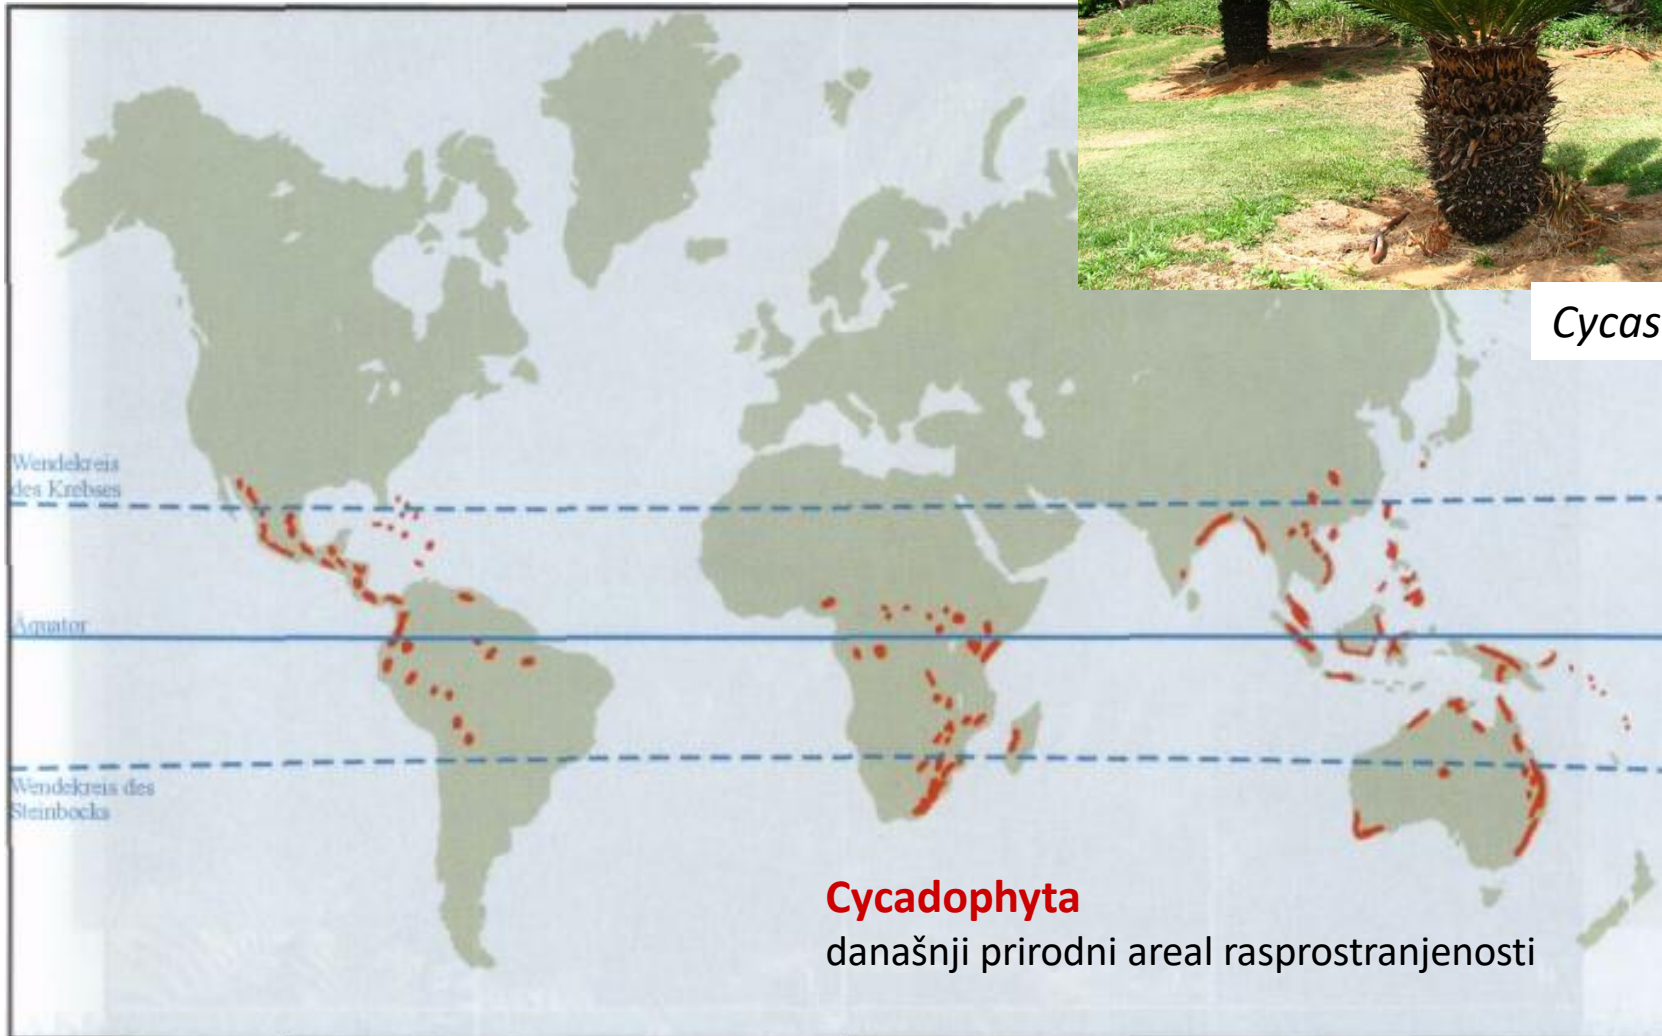 Cycas
Wendekreis
des Krebses
Äquator
Wendekreis des
Steinbocks
Cycadophyta
današnji prirodni areal rasprostranjenosti